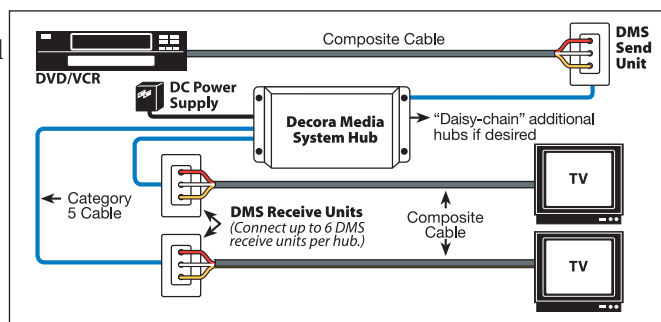 Composite Cable
DMS
Send
Unit
DVD/VCR
DC Power
Supply
Decora Media
System Hub
"Daisy-chain" additional
hubs if desired
TV
Category
5 Cable
DMS Receive Units
(Connect up to 6 DMS
receive units per hub.)
Composite
Cable
TV